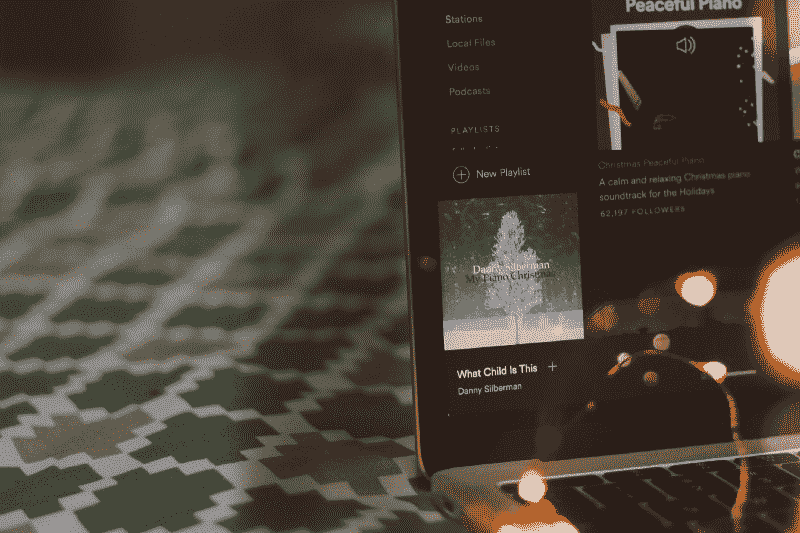 Stations
Local Files
Videos
Podcasts
PLAYLISTS
New Playlist
Danny Silberman
My Piano Christmas
What Child Is This
Danny Silberman
Peaceful Piano
Christmas Peaceful Piano
A calm and relaxing Christmas piano
soundtrack for the Holidays
62,197 FOLLOWERS